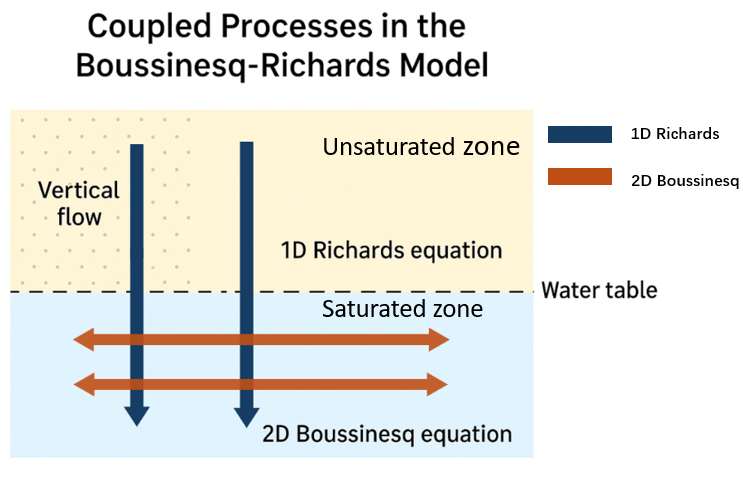 Coupled Processes in the
Boussinesq-Richards Model
Unsaturated zone
1D Richards
2D Boussinesq
Vertical
flow
1D Richards equation
Water table
Saturated zone
2D Boussinesq equation